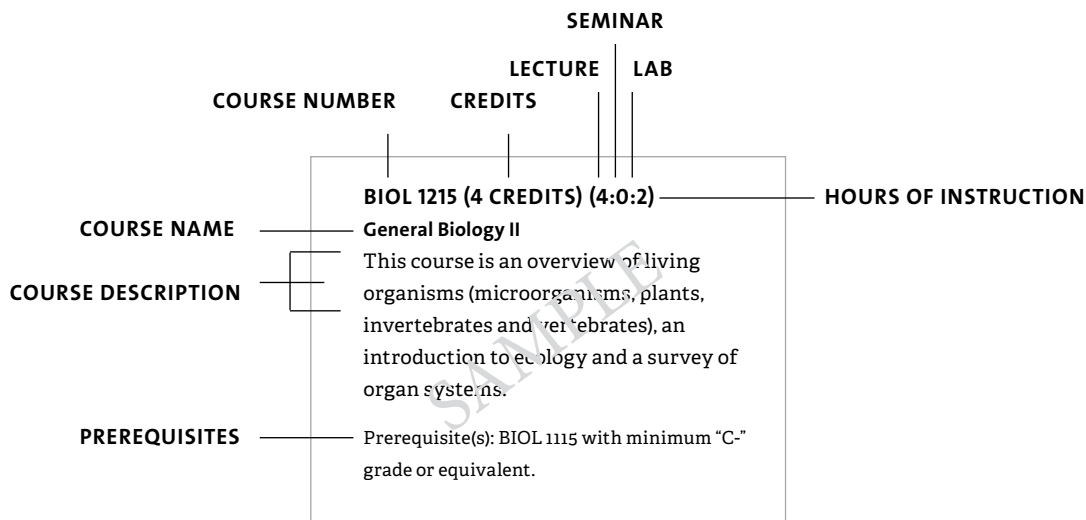 SEMINAR
LECTURE LAB
COURSE NUMBER CREDITS
BIOL 1215 (4 CREDITS) (4:0:2) HOURS OF INSTRUCTION
COURSE NAME General Biology II
This course is an overview of living
COURSE DESCRIPTION organisms (microorganisms, plants,
invertebrates and vertebrates), an
introduction to ecology and a survey of
organ systems.
SAMPLE
PREREQUISITES Prerequisite(s): BIOL 1115 with minimum “C-”
grade or equivalent.